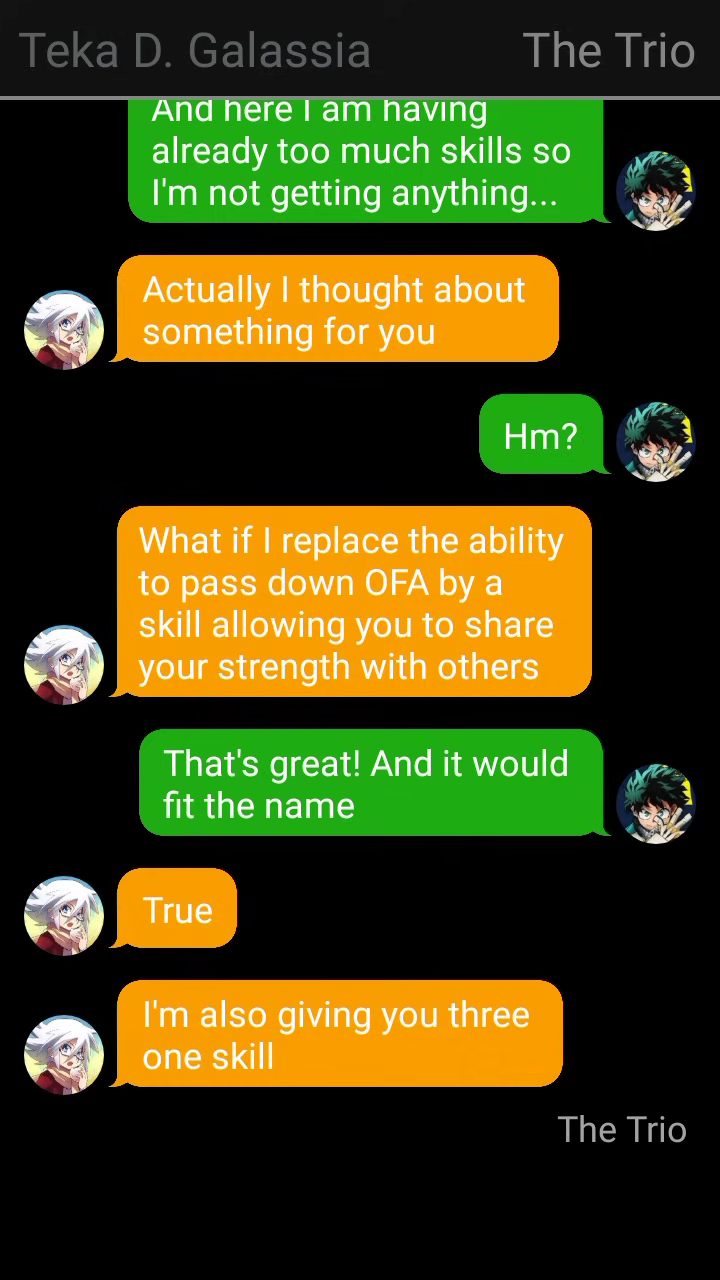 Teka D. Galassia The Trio
And here I am having
already too much skills so
I'm not getting anything...
Actually I thought about
something for you
Hm?
What if I replace the ability
to pass down OFA by a
skill allowing you to share
your strength with others
That's great! And it would
fit the name
True
I'm also giving you three
one skill
The Trio